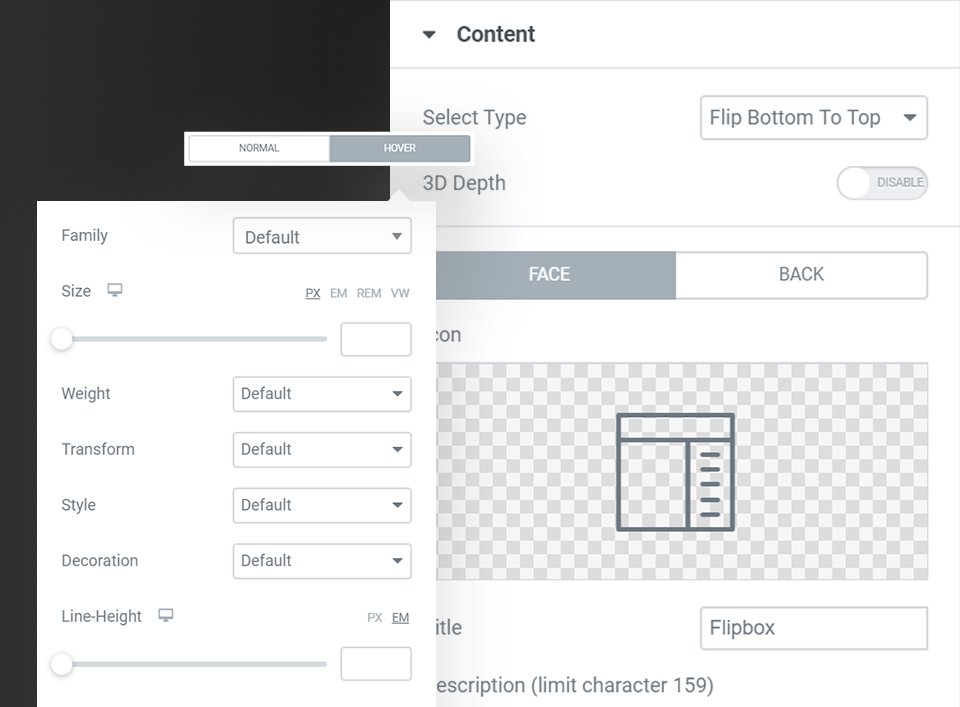 Content
Select Type
Flip Bottom To Top
3D Depth
DISABLE
NORMAL
HOVER
FACE
BACK
con
itle
Flipbox
escription (limit character 159)
Family
Default
Size
PX EM REM VW
Weight
Default
Transform
Default
Style
Default
Decoration
Default
Line-Height
PX EM